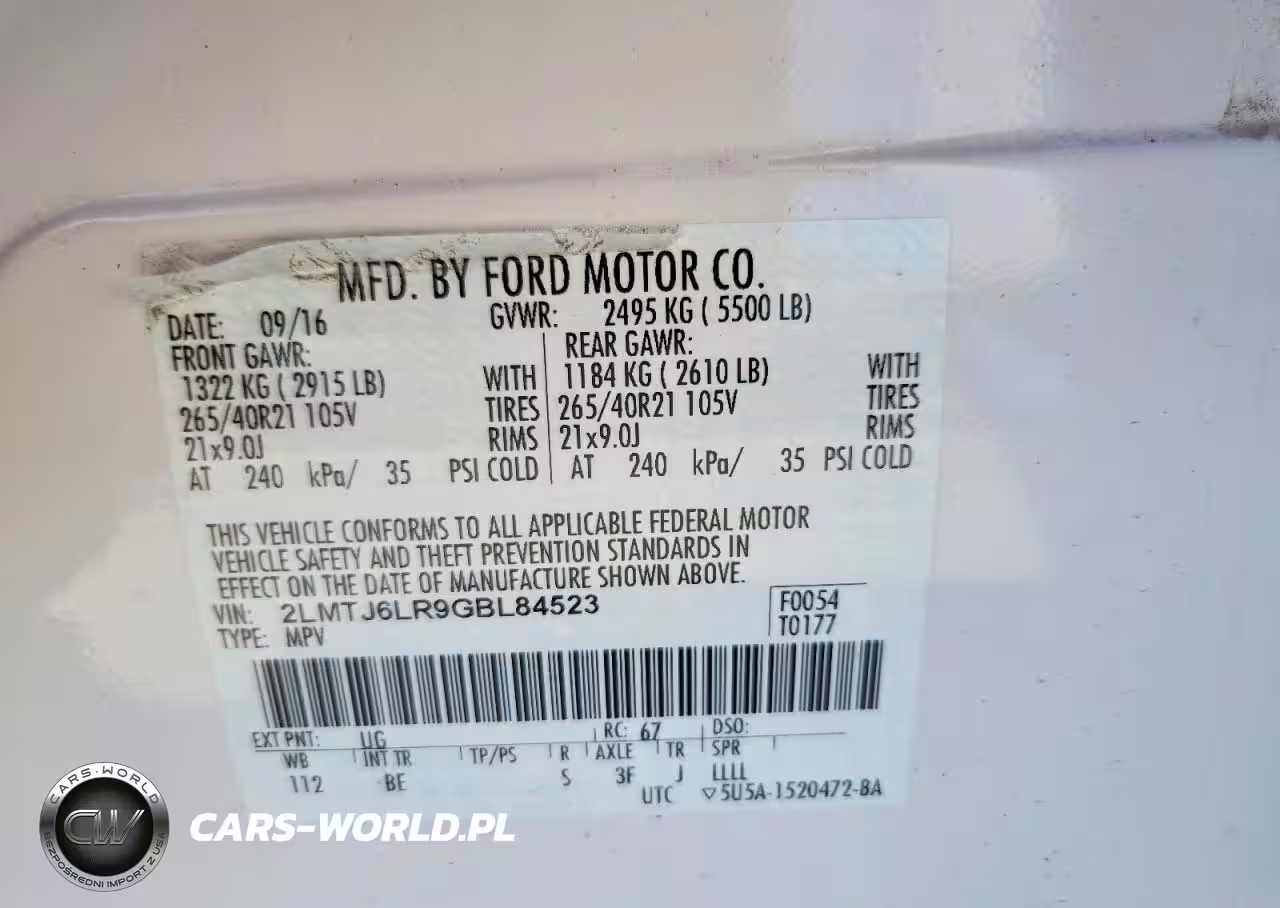 MFD. BY FORD MOTOR CO.
DATE: 09/16 GVWR: 2495 KG ( 5500 LB)
FRONT GAWR: REAR GAWR:
1322 KG ( 2915 LB) WITH 1184 KG ( 2610 LB) WITH
265/40R21 105V TIRES 265/40R21 105V TIRES
21x9.0J RIMS 21x9.0J RIMS
AT 240 kPa/ 35 PSI COLD AT 240 kPa/ 35 PSI COLD
THIS VEHICLE CONFORMS TO ALL APPLICABLE FEDERAL MOTOR
VEHICLE SAFETY AND THEFT PREVENTION STANDARDS IN
EFFECT ON THE DATE OF MANUFACTURE SHOWN ABOVE.
VIN: 2LMTJ6LR9GBL84523 F0054
TYPE: MPV T0177
EXT PNT: UG RC: 67 DSO:
WB INT TR TP/PS R AXLE TR SPR
112 BE S 3F J LLLL
UTC ▽5U5A-1520472-BA
CARS-WORLD
CW
BEZPOŚREDNI IMPORT Z USA
CARS-WORLD.PL